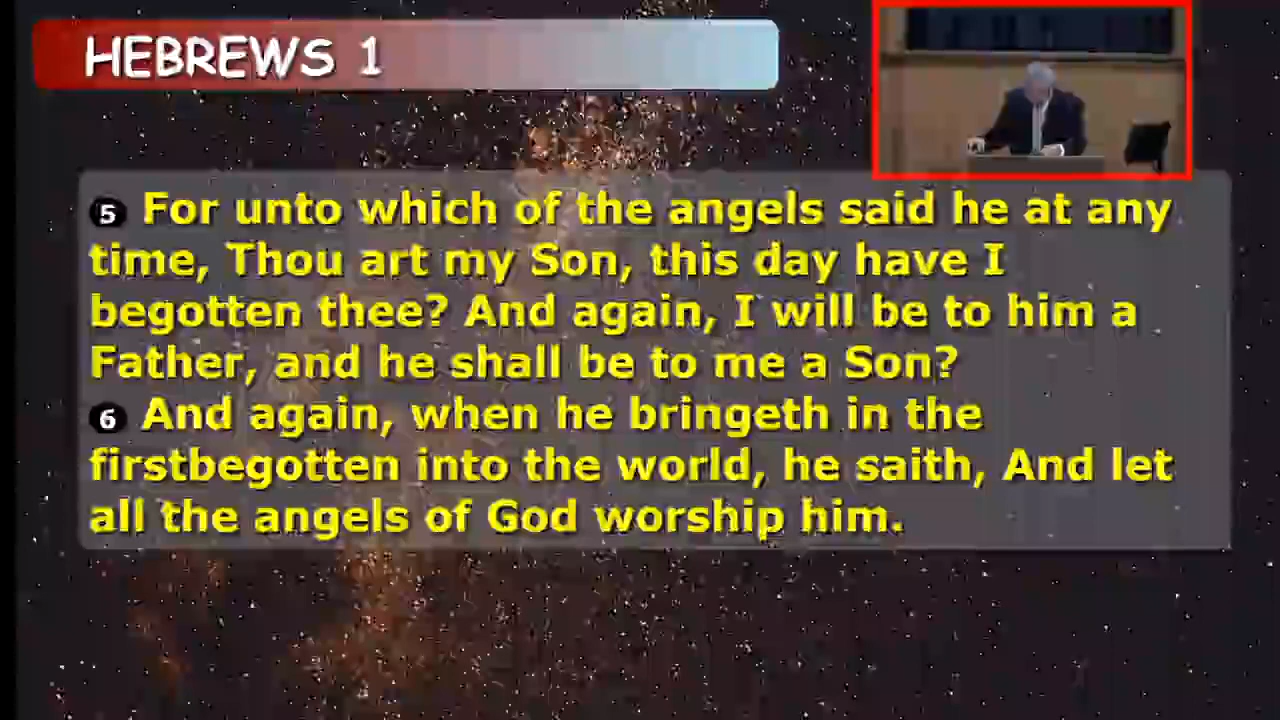 HEBREWS 1
5 For unto which of the angels said he at any
time, Thou art my Son, this day have I
begotten thee? And again, I will be to him a
Father, and he shall be to me a Son?
6 And again, when he bringeth in the
firstbegotten into the world, he saith, And let
all the angels of God worship him.